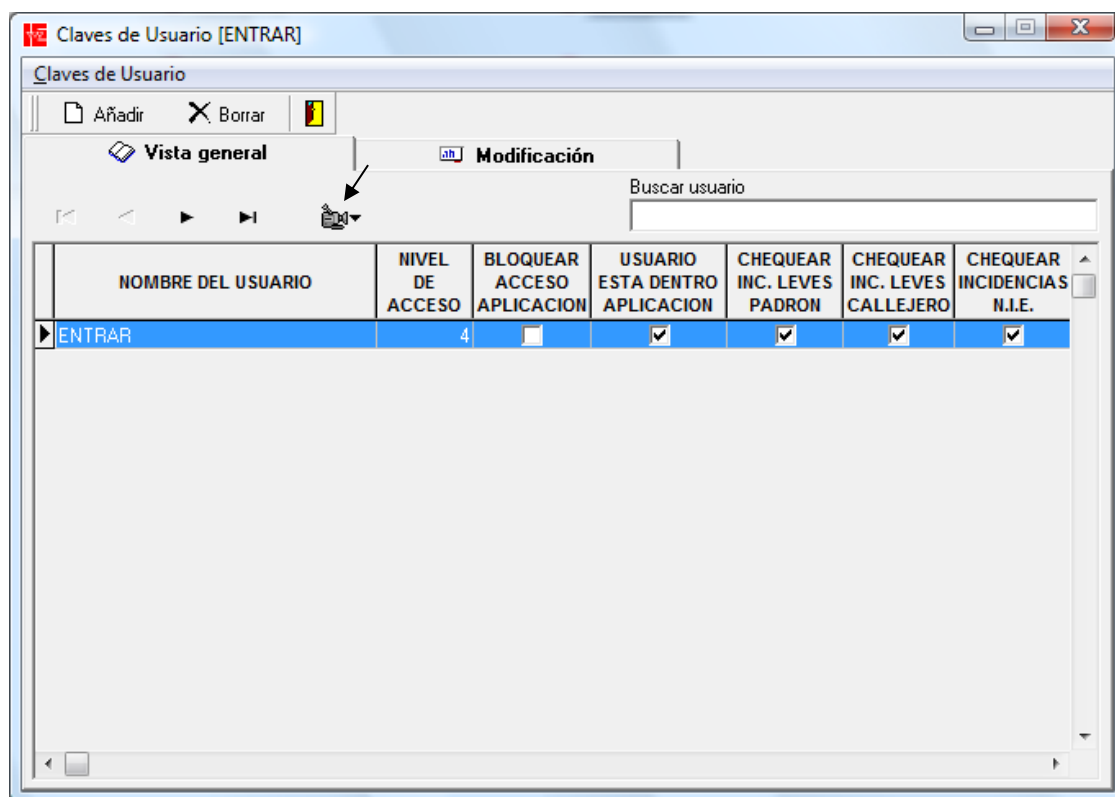 Claves de Usuario [ENTRAR]
Claves de Usuario
Añadir Borrar
Vista general Modificación
Buscar usuario
NOMBRE DEL USUARIO NIVEL DE ACCESO BLOQUEAR ACCESO APLICACION USUARIO ESTA DENTRO APLICACION CHEQUEAR INC. LEVES PADRON CHEQUEAR INC. LEVES CALLEJERO CHEQUEAR INCIDENCIAS N.I.E.
ENTRAR 4